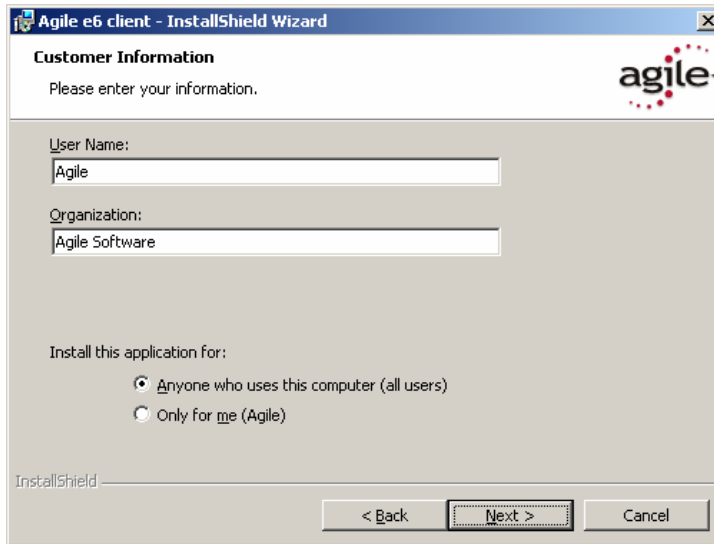 Agile e6 client - InstallShield Wizard
Customer Information
Please enter your information.
agile
User Name:
Agile
Organization:
Agile Software
Install this application for:
Anyone who uses this computer (all users)
Only for me (Agile)
InstallShield
< Back
Next >
Cancel